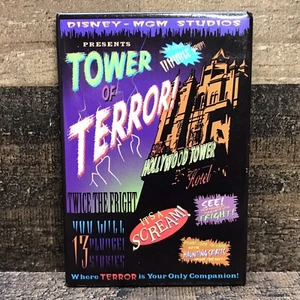 DISNEY-MGM STUDIOS
PRESENTS
TOWER
OF
TERROR!
HOLLYWOOD TOWER
Hotel
TWICE THE FRIGHT
IT'S A
SCREAM!
SEE!
YOU WILL
13
STORIES
HAUNTING
Where TERROR is Your Only Companion!